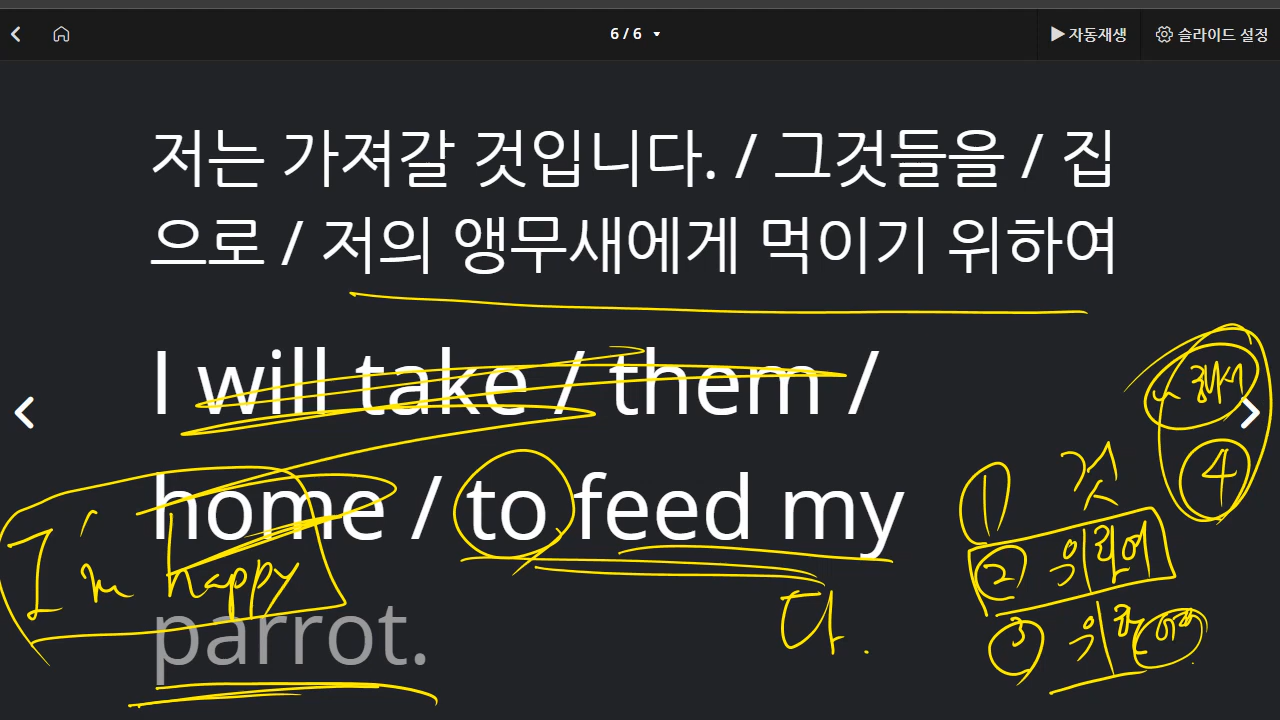 6 / 6
자동재생
슬라이드 설정
저는 가져갈 것입니다. / 그것들을 / 집
으로 / 저의 앵무새에게 먹이기 위하여
I will take / them /
home / to feed my
parrot.
I'm happy
다.
① 것
② 위하여
③ 위한
④